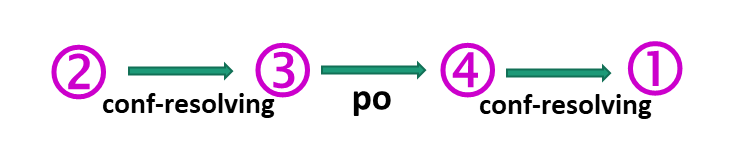 ② ③ ④ ①
conf-resolving po conf-resolving